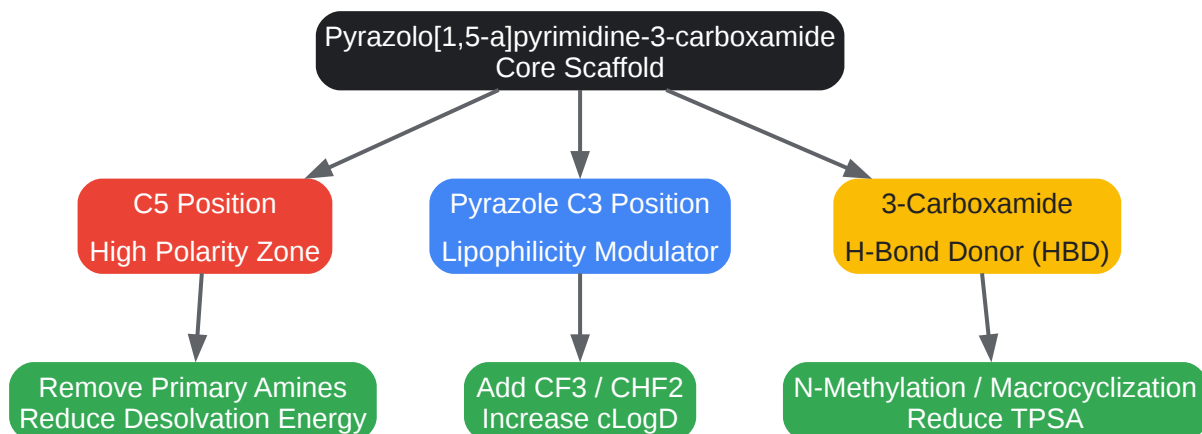 Pyrazolo[1,5-a]pyrimidine-3-carboxamide
Core Scaffold
C5 Position
High Polarity Zone
Pyrazole C3 Position
Lipophilicity Modulator
3-Carboxamide
H-Bond Donor (HBD)
Remove Primary Amines
Reduce Desolvation Energy
Add CF3 / CHF2
Increase cLogD
N-Methylation / Macrocyclization
Reduce TPSA